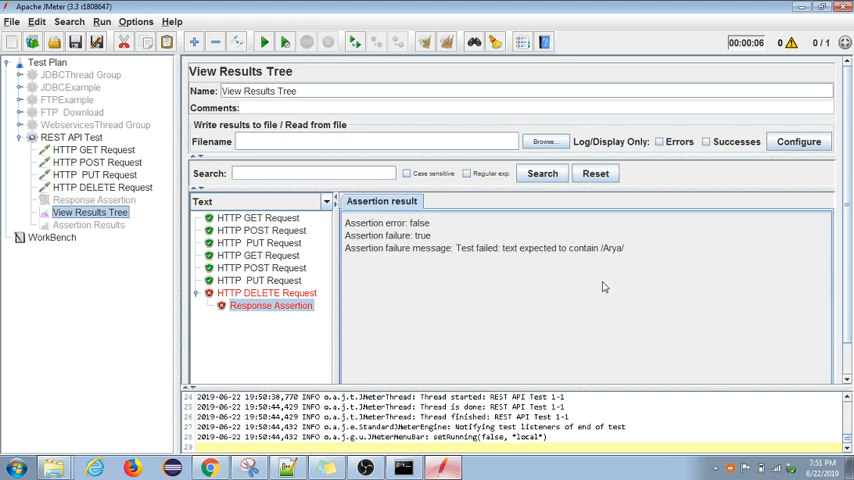 Apache JMeter (3.3 r1808647)
File Edit Search Run Options Help
00:00:06 0 0 / 1
Test Plan
JDBCThread Group
JDBCExample
FTPExample
FTP Download
WebservicesThread Group
REST API Test
HTTP GET Request
HTTP POST Request
HTTP PUT Request
HTTP DELETE Request
Response Assertion
View Results Tree
Assertion Results
WorkBench
View Results Tree
Name: View Results Tree
Comments:
Write results to file / Read from file
Filename Browse... Log/Display Only: Errors Successes Configure
Search: Case sensitive Regular exp. Search Reset
Text
HTTP GET Request
HTTP POST Request
HTTP PUT Request
HTTP GET Request
HTTP POST Request
HTTP PUT Request
HTTP DELETE Request
Response Assertion
Assertion result
Assertion error: false
Assertion failure: true
Assertion failure message: Test failed: text expected to contain /Arya/
24 2019-06-22 19:50:38,770 INFO o.a.j.t.JMeterThread: Thread started: REST API Test 1-1
25 2019-06-22 19:50:44,429 INFO o.a.j.t.JMeterThread: Thread is done: REST API Test 1-1
26 2019-06-22 19:50:44,429 INFO o.a.j.t.JMeterThread: Thread finished: REST API Test 1-1
27 2019-06-22 19:50:44,432 INFO o.a.j.e.StandardJMeterEngine: Notifying test listeners of end of test
28 2019-06-22 19:50:44,432 INFO o.a.j.g.u.JMeterMenuBar: setRunning(false, *local*)
29
7:51 PM
6/22/2019